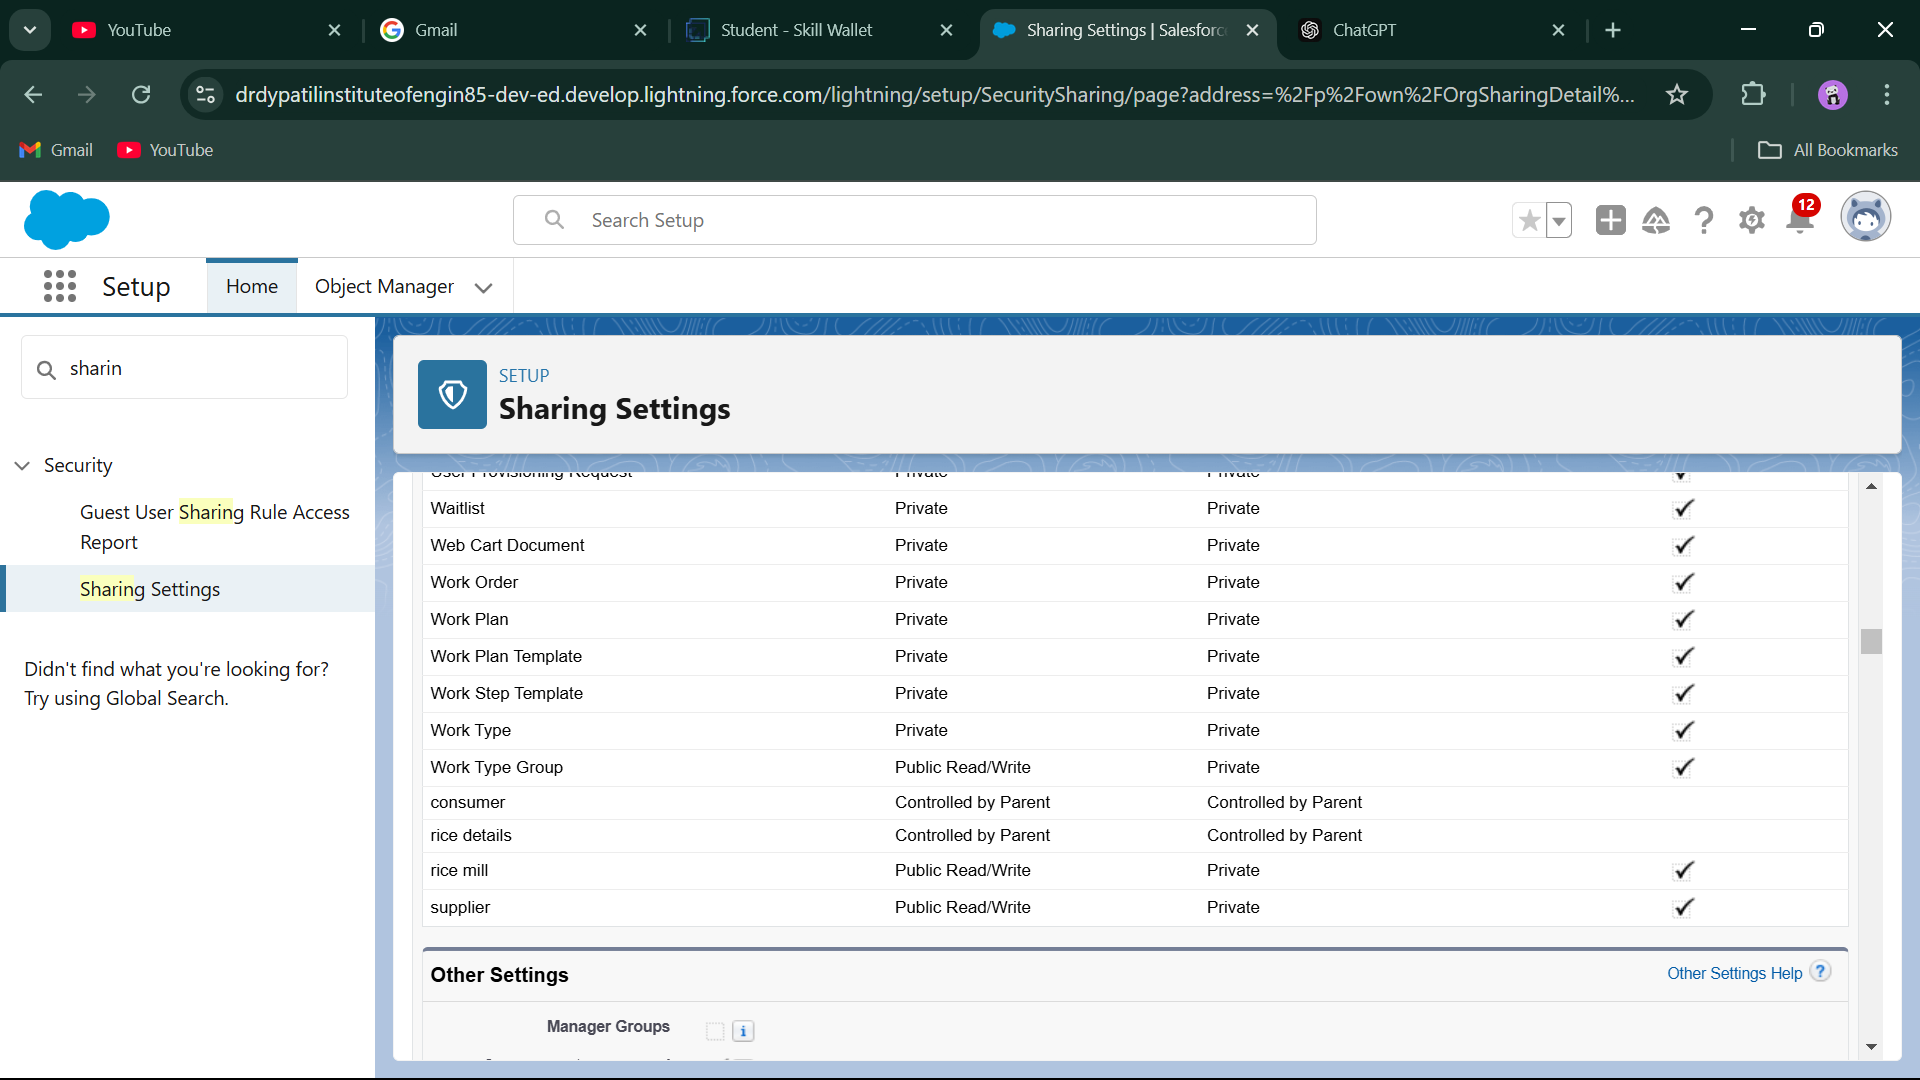 YouTube
Gmail
Student - Skill Wallet
Sharing Settings | Salesforc
ChatGPT
drdypatilinstituteofengin85-dev-ed.develop.lightning.force.com/lightning/setup/SecuritySharing/page?address=%2Fp%2Fown%2FOrgSharingDetail%...
Gmail
YouTube
All Bookmarks
Search Setup
12
Setup
Home
Object Manager
sharin
Security
Guest User Sharing Rule Access
Report
Sharing Settings
Didn't find what you're looking for?
Try using Global Search.
SETUP
Sharing Settings
User Provisioning Request Private Private
Waitlist Private Private
Web Cart Document Private Private
Work Order Private Private
Work Plan Private Private
Work Plan Template Private Private
Work Step Template Private Private
Work Type Private Private
Work Type Group Public Read/Write Private
consumer Controlled by Parent Controlled by Parent
rice details Controlled by Parent Controlled by Parent
rice mill Public Read/Write Private
supplier Public Read/Write Private
Other Settings
Other Settings Help ?
Manager Groups i